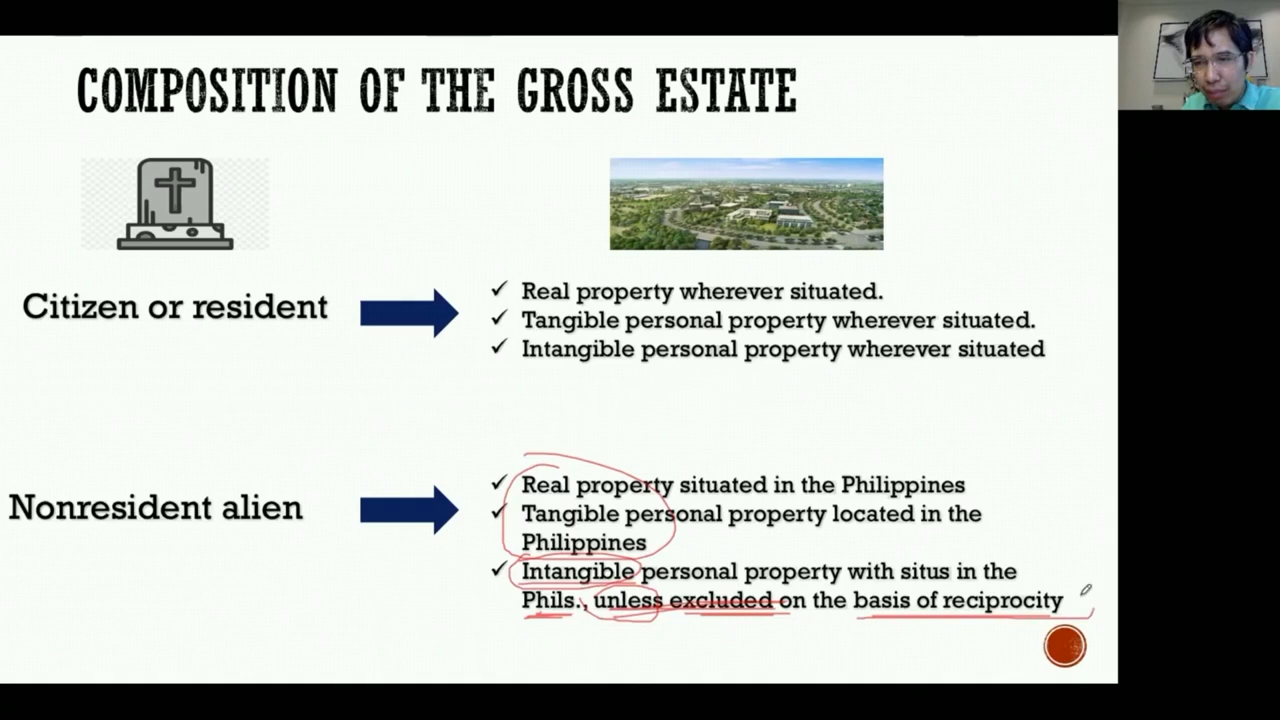 COMPOSITION OF THE GROSS ESTATE
Citizen or resident
✓ Real property wherever situated.
✓ Tangible personal property wherever situated.
✓ Intangible personal property wherever situated
Nonresident alien
✓ Real property situated in the Philippines
✓ Tangible personal property located in the
Philippines
✓ Intangible personal property with situs in the
Phils., unless excluded on the basis of reciprocity